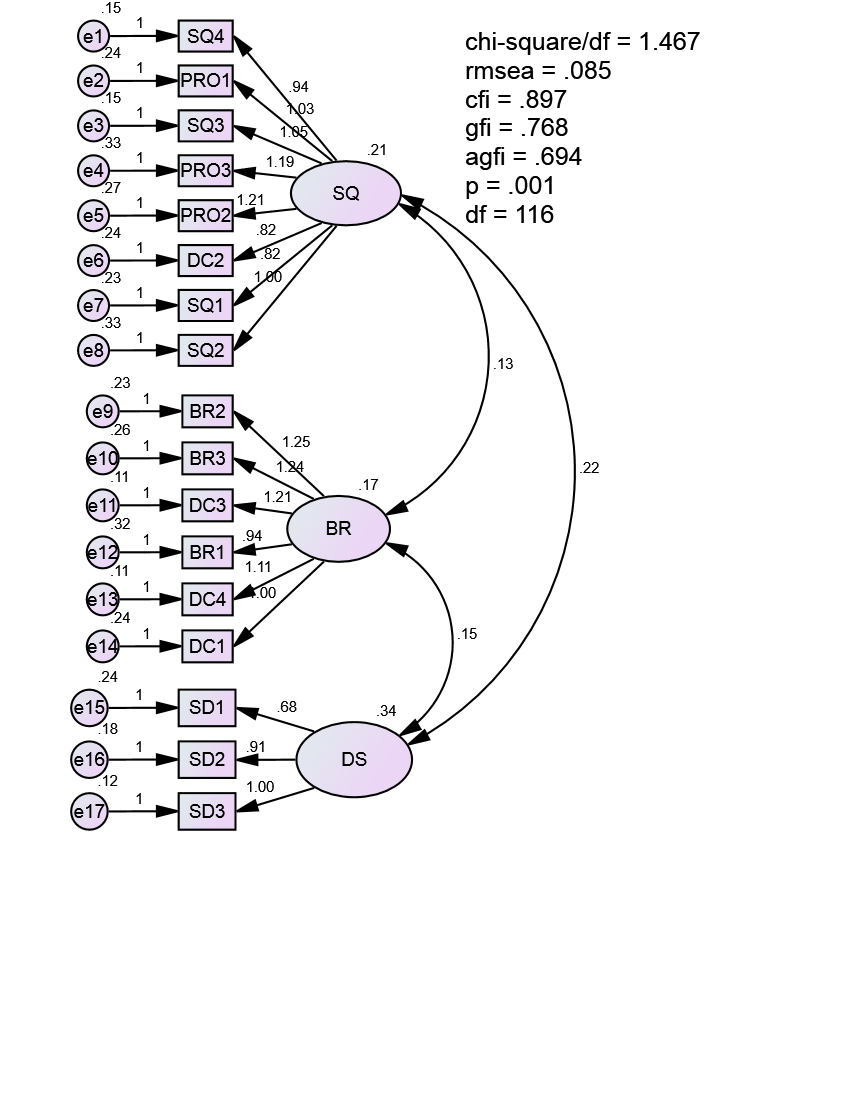 chi-square/df = 1.467
rmsea = .085
cfi = .897
gfi = .768
agfi = .694
p = .001
df = 116
.15
e1 1 SQ4 .94
.24
e2 1 PRO1 1.03
.15
e3 1 SQ3 1.05
.33
e4 1 PRO3 1.19
.27
e5 1 PRO2 1.21
.24
e6 1 DC2 .82
.23
e7 1 SQ1 .82
.33
e8 1 SQ2 1.00
.21
SQ
.13
.22
.23
e9 1 BR2 1.25
.26
e10 1 BR3 1.24
.11
e11 1 DC3 1.21
.32
e12 1 BR1 .94
.11
e13 1 DC4 1.11
.24
e14 1 DC1 1.00
.17
BR
.15
.24
e15 1 SD1 .68
.18
e16 1 SD2 .91
.12
e17 1 SD3 1.00
.34
DS